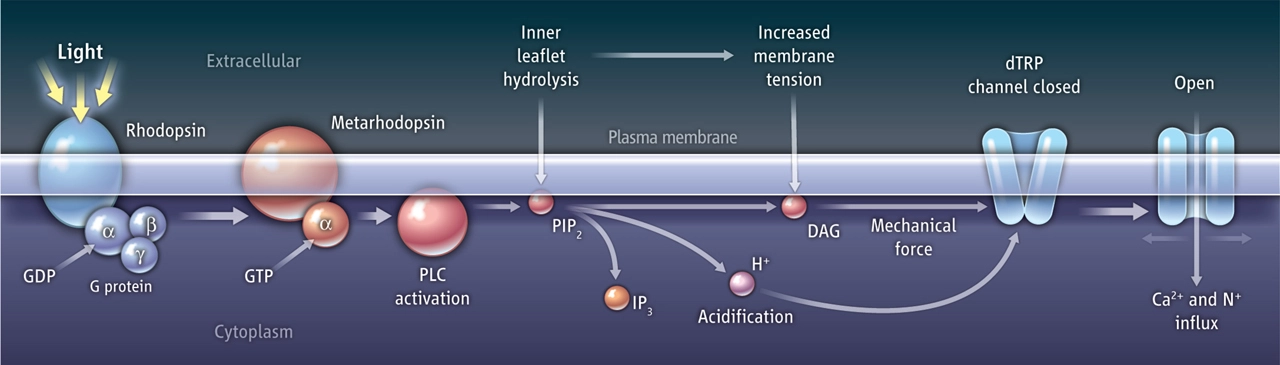 Light
Extracellular
Rhodopsin
Metarhodopsin
α
β
γ
GDP
G protein
α
GTP
PLC
activation
Cytoplasm
Inner
leaflet
hydrolysis
Increased
membrane
tension
Plasma membrane
PIP₂
IP₃
H⁺
Acidification
DAG
Mechanical
force
dTRP
channel closed
Open
Ca²⁺ and N⁺
influx